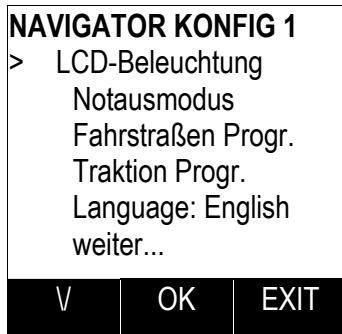 NAVIGATOR KONFIG 1
> LCD-Beleuchtung
Notausmodus
Fahrstraßen Progr.
Traktion Progr.
Language: English
weiter...
\/ OK EXIT